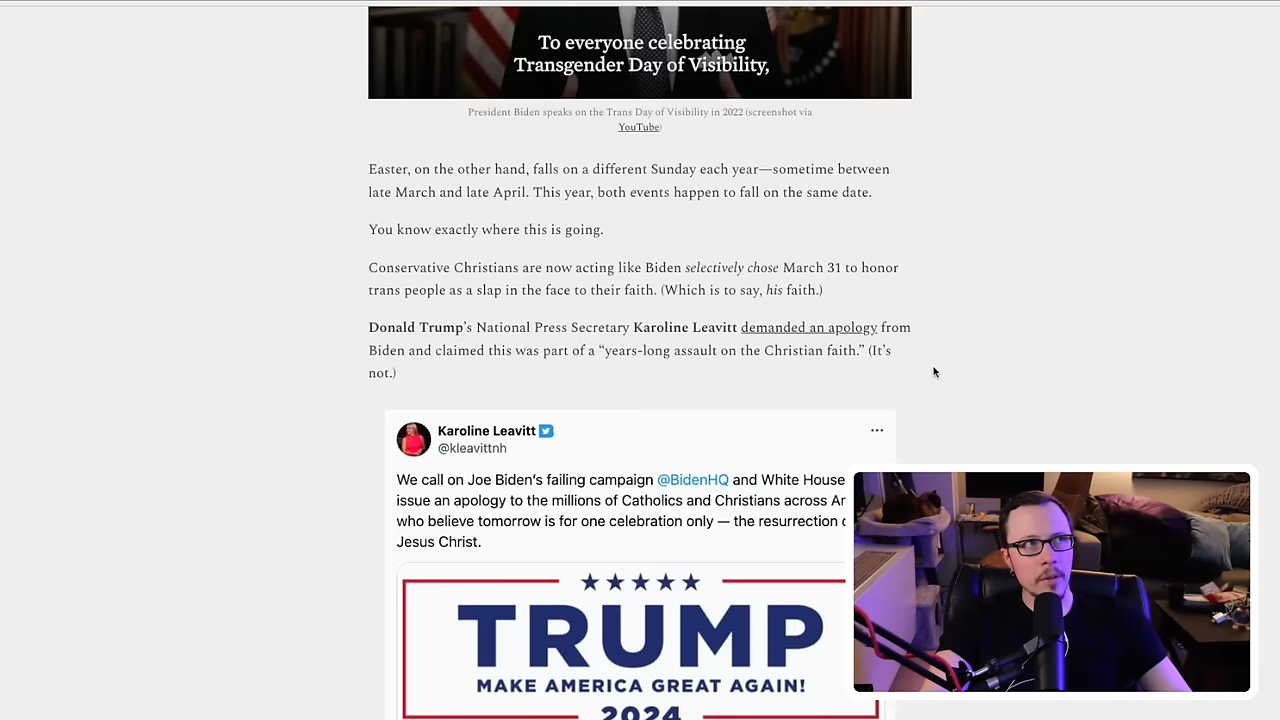 To everyone celebrating
Transgender Day of Visibility,
President Biden speaks on the Trans Day of Visibility in 2022 (screenshot via
YouTube)
Easter, on the other hand, falls on a different Sunday each year—sometime between
late March and late April. This year, both events happen to fall on the same date.
You know exactly where this is going.
Conservative Christians are now acting like Biden selectively chose March 31 to honor
trans people as a slap in the face to their faith. (Which is to say, his faith.)
Donald Trump's National Press Secretary Karoline Leavitt demanded an apology from
Biden and claimed this was part of a “years-long assault on the Christian faith.” (It's
not.)
Karoline Leavitt
@kleavittnh
We call on Joe Biden's failing campaign @BidenHQ and White House
issue an apology to the millions of Catholics and Christians across
who believe tomorrow is for one celebration only — the resurrection
Jesus Christ.
TRUMP
MAKE AMERICA GREAT AGAIN!
2024